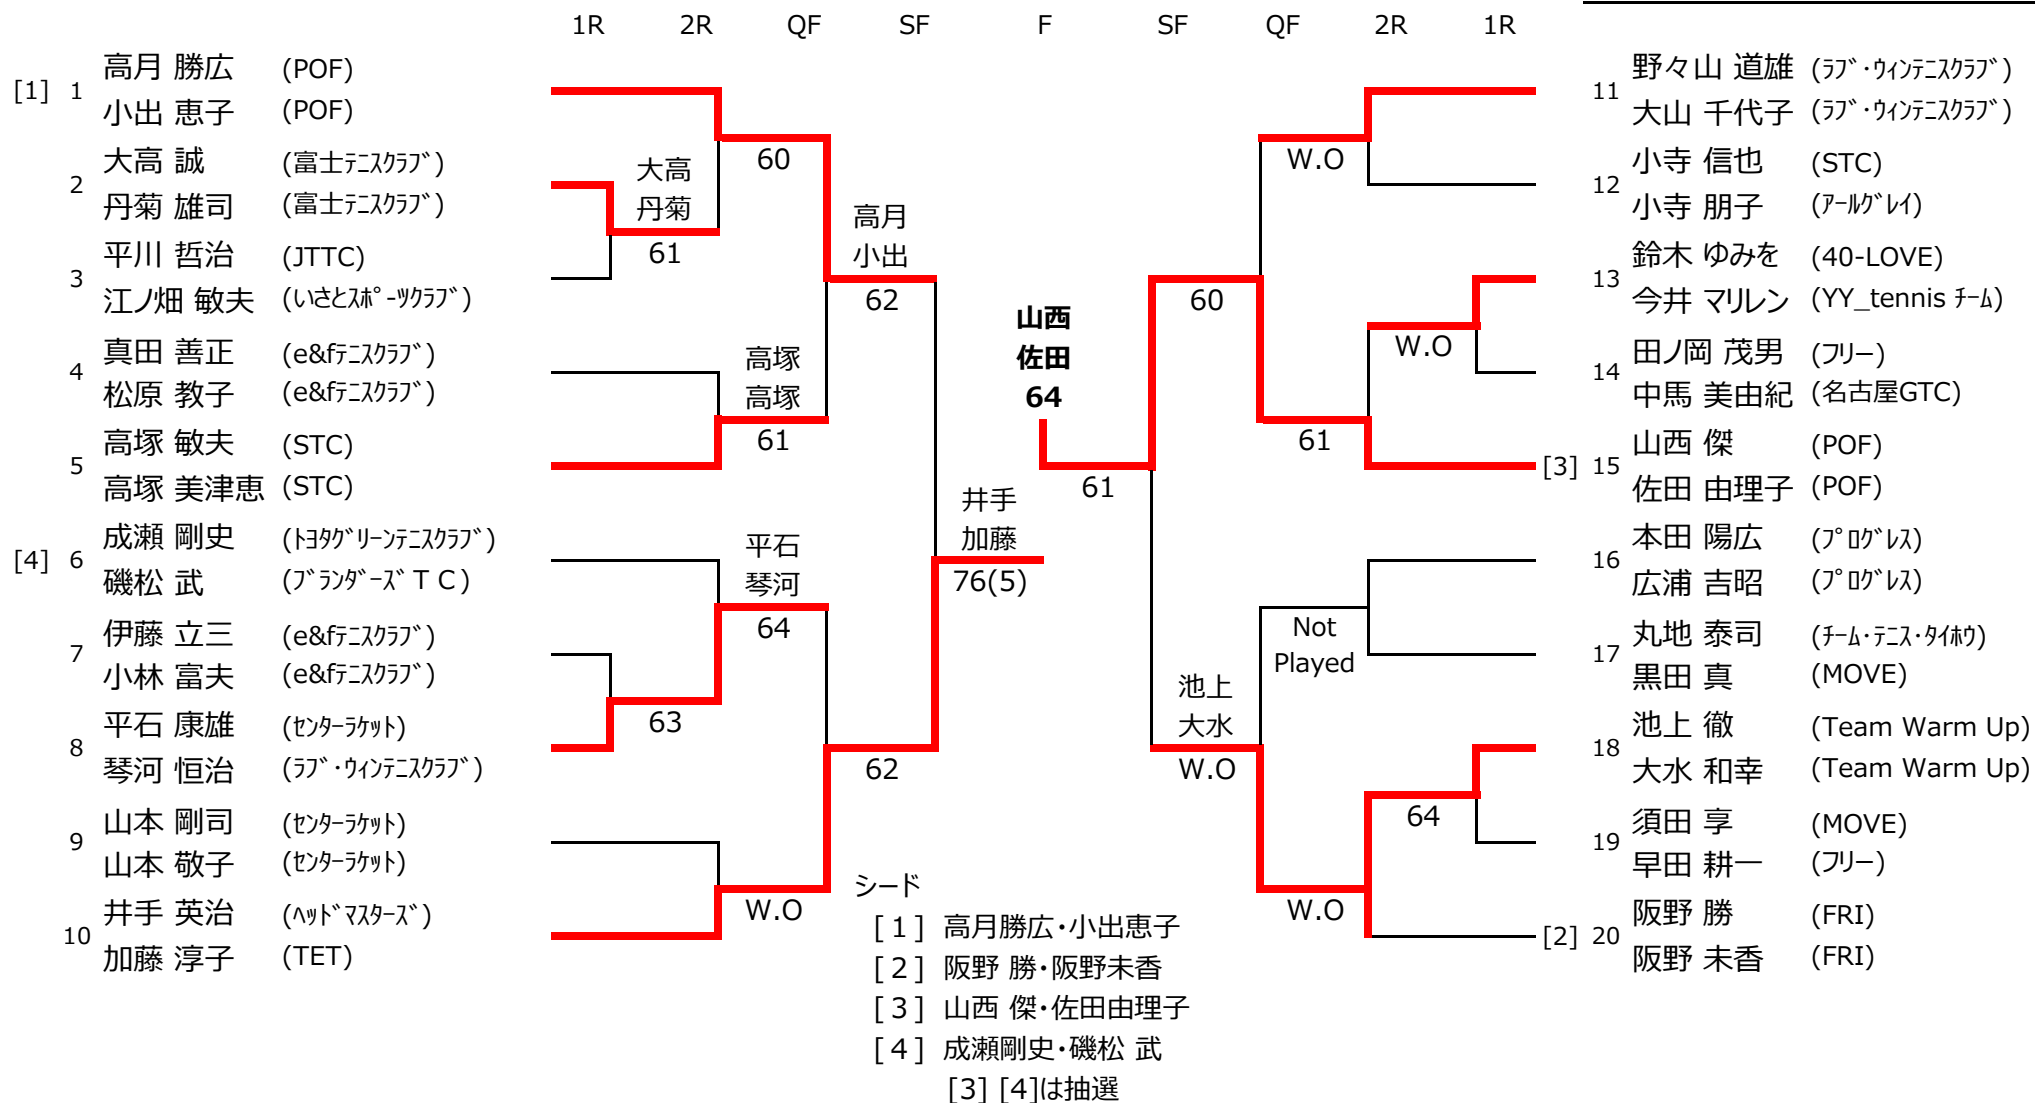 1R 2R QF SF F SF QF 2R 1R
[1] 1 高月 勝広 (POF)
小出 恵子 (POF)
2 大高 誠 (富士テニスクラブ)
丹菊 雄司 (富士テニスクラブ)
3 平川 哲治 (JTTC)
江ノ畑 敏夫 (いさとスポーツクラブ)
4 真田 善正 (e&fテニスクラブ)
松原 教子 (e&fテニスクラブ)
5 高塚 敏夫 (STC)
高塚 美津恵 (STC)
[4] 6 成瀬 剛史 (トヨタグリーンテニスクラブ)
磯松 武 (ブランダーズTC)
7 伊藤 立三 (e&fテニスクラブ)
小林 富夫 (e&fテニスクラブ)
8 平石 康雄 (センターラケット)
琴河 恒治 (ラブ・ウィンテニスクラブ)
9 山本 剛司 (センターラケット)
山本 敬子 (センターラケット)
10 井手 英治 (ヘッドマスターズ)
加藤 淳子 (TET)
大高
丹菊
61
63
60
高塚
高塚
61
平石
琴河
64
W.O
高月
小出
62
62
井手
加藤
76(5)
山西
佐田
64
61
60
池上
大水
W.O
W.O
61
Not
Played
W.O
W.O
64
11 野々山 道雄 (ラブ・ウィンテニスクラブ)
大山 千代子 (ラブ・ウィンテニスクラブ)
12 小寺 信也 (STC)
小寺 朋子 (アールグレイ)
13 鈴木 ゆみを (40-LOVE)
今井 マリレン (YY_tennis チーム)
14 田ノ岡 茂男 (フリー)
中馬 美由紀 (名古屋GTC)
[3] 15 山西 傑 (POF)
佐田 由理子 (POF)
16 本田 陽広 (プログレス)
広浦 吉昭 (プログレス)
17 丸地 泰司 (チーム・テニス・タイホウ)
黒田 真 (MOVE)
18 池上 徹 (Team Warm Up)
大水 和幸 (Team Warm Up)
19 須田 享 (MOVE)
早田 耕一 (フリー)
[2] 20 阪野 勝 (FRI)
阪野 未香 (FRI)
シード
[1] 高月勝広・小出恵子
[2] 阪野 勝・阪野未香
[3] 山西 傑・佐田由理子
[4] 成瀬剛史・磯松 武
[3] [4]は抽選